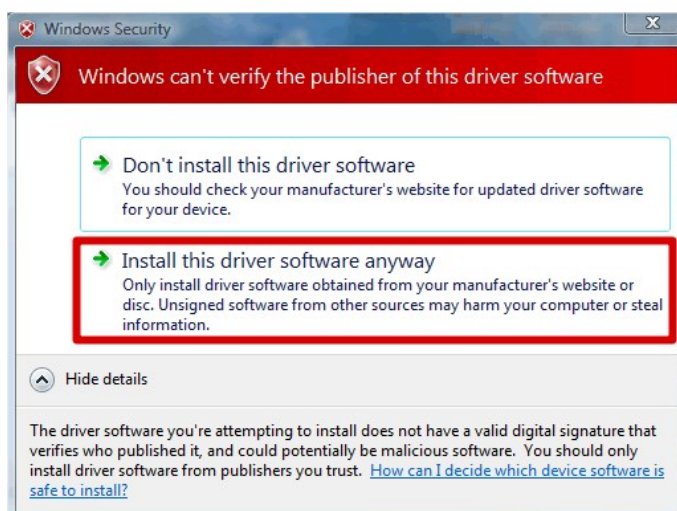 Windows Security
Windows can't verify the publisher of this driver software
Don't install this driver software
You should check your manufacturer's website for updated driver software
for your device.
Install this driver software anyway
Only install driver software obtained from your manufacturer's website or
disc. Unsigned software from other sources may harm your computer or steal
information.
Hide details
The driver software you're attempting to install does not have a valid digital signature that
verifies who published it, and could potentially be malicious software.  You should only
install driver software from publishers you trust.  How can I decide which device software is
safe to install?